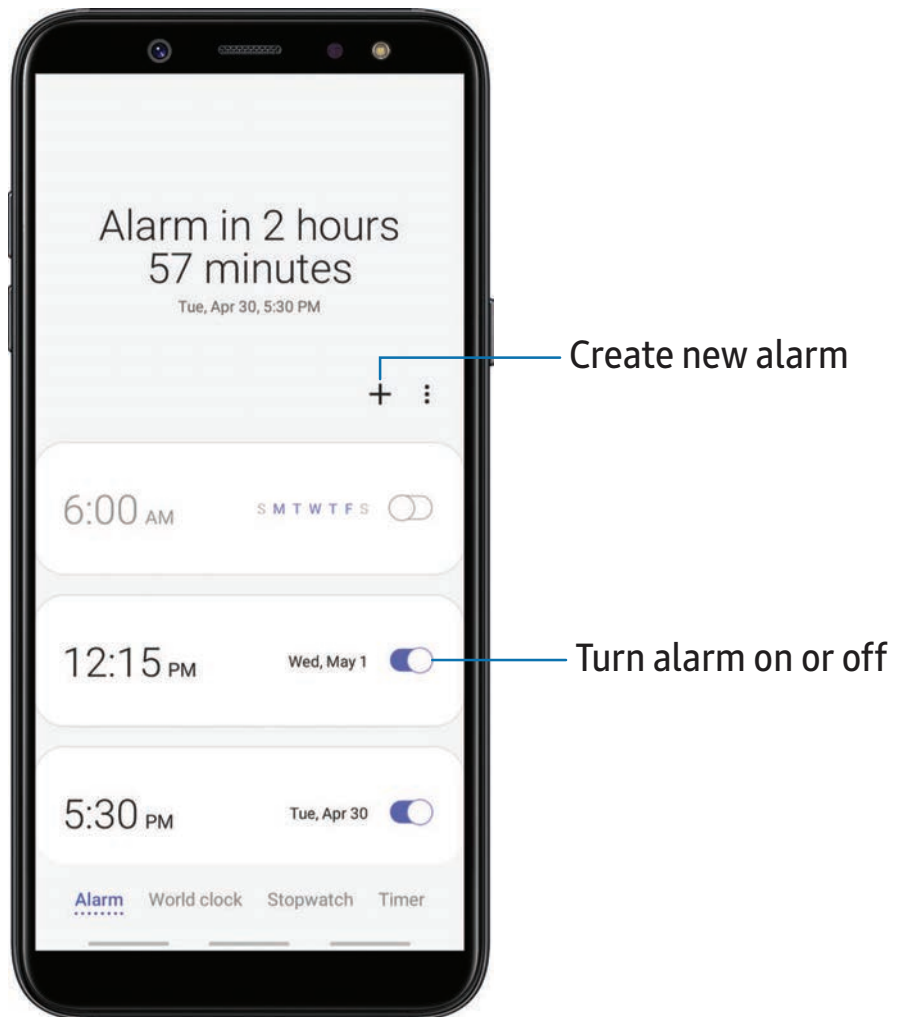 Alarm in 2 hours
57 minutes
Tue, Apr 30, 5:30 PM
Create new alarm
6:00 AM S M T W T F S
12:15 PM Wed, May 1
Turn alarm on or off
5:30 PM Tue, Apr 30
Alarm World clock Stopwatch Timer